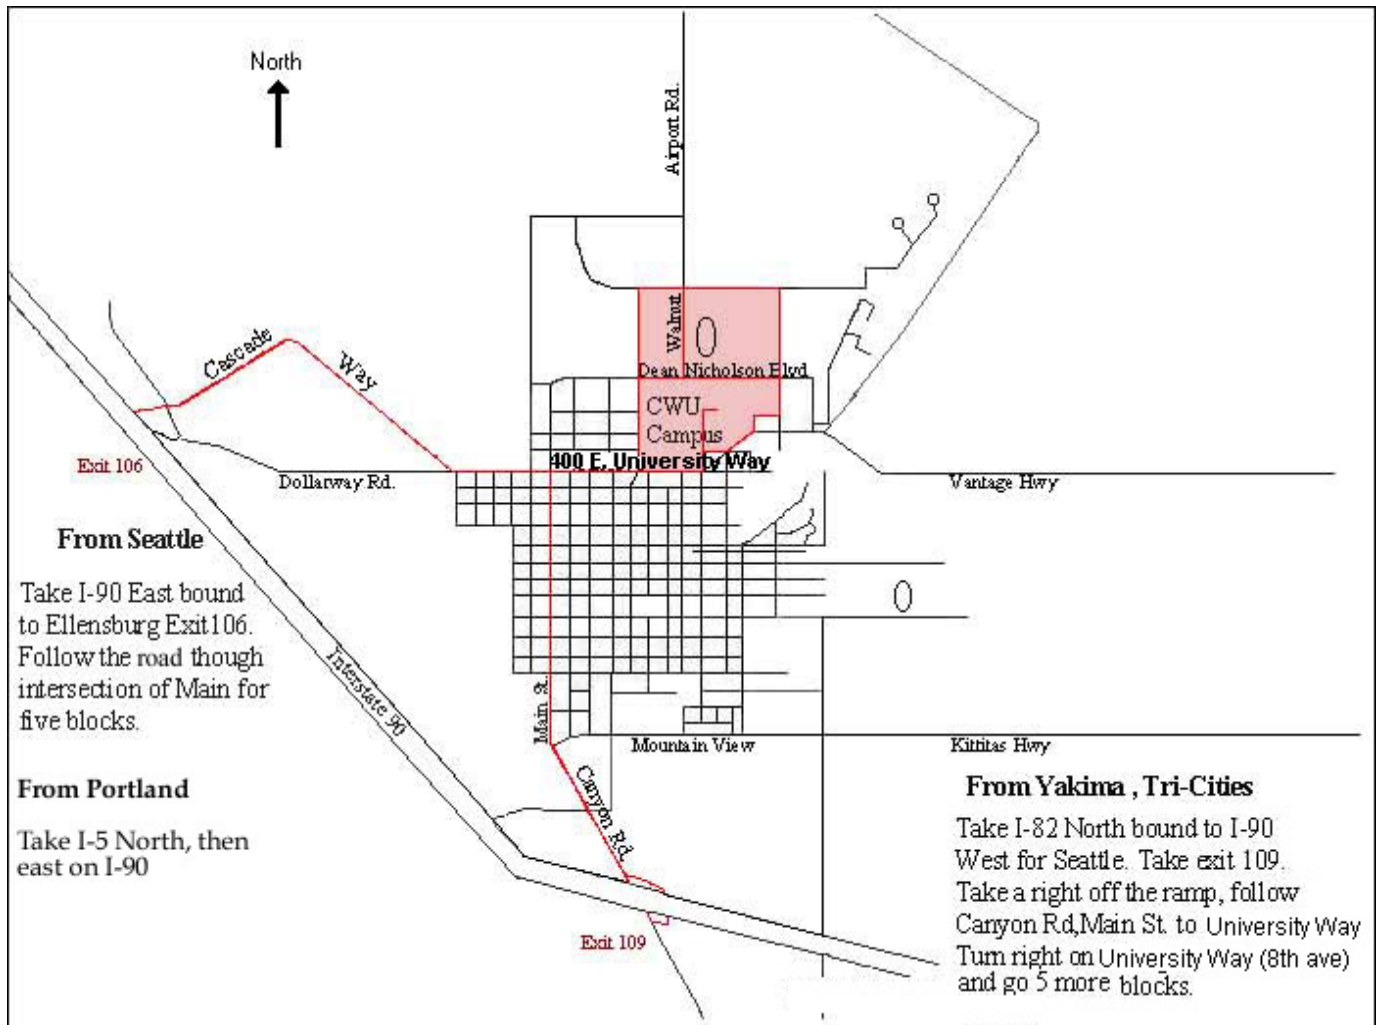 North
Airport Rd.
Walnut
Cascade
Way
Dean Nicholson Blvd
CWU
Campus
400 E. University Way
Exit 106
Dollarway Rd.
Vantage Hwy
From Seattle
Take I-90 East bound
to Ellensburg Exit106.
Follow the road though
intersection of Main for
five blocks.
Interstate 90
Main St.
Mountain View
Kittitas Hwy
Canyon Rd.
From Portland
Take I-5 North, then
east on I-90
Exit 109
From Yakima , Tri-Cities
Take I-82 North bound to I-90
West for Seattle. Take exit 109.
Take a right off the ramp, follow
Canyon Rd,Main St. to University Way
Turn right on University Way (8th ave)
and go 5 more blocks.